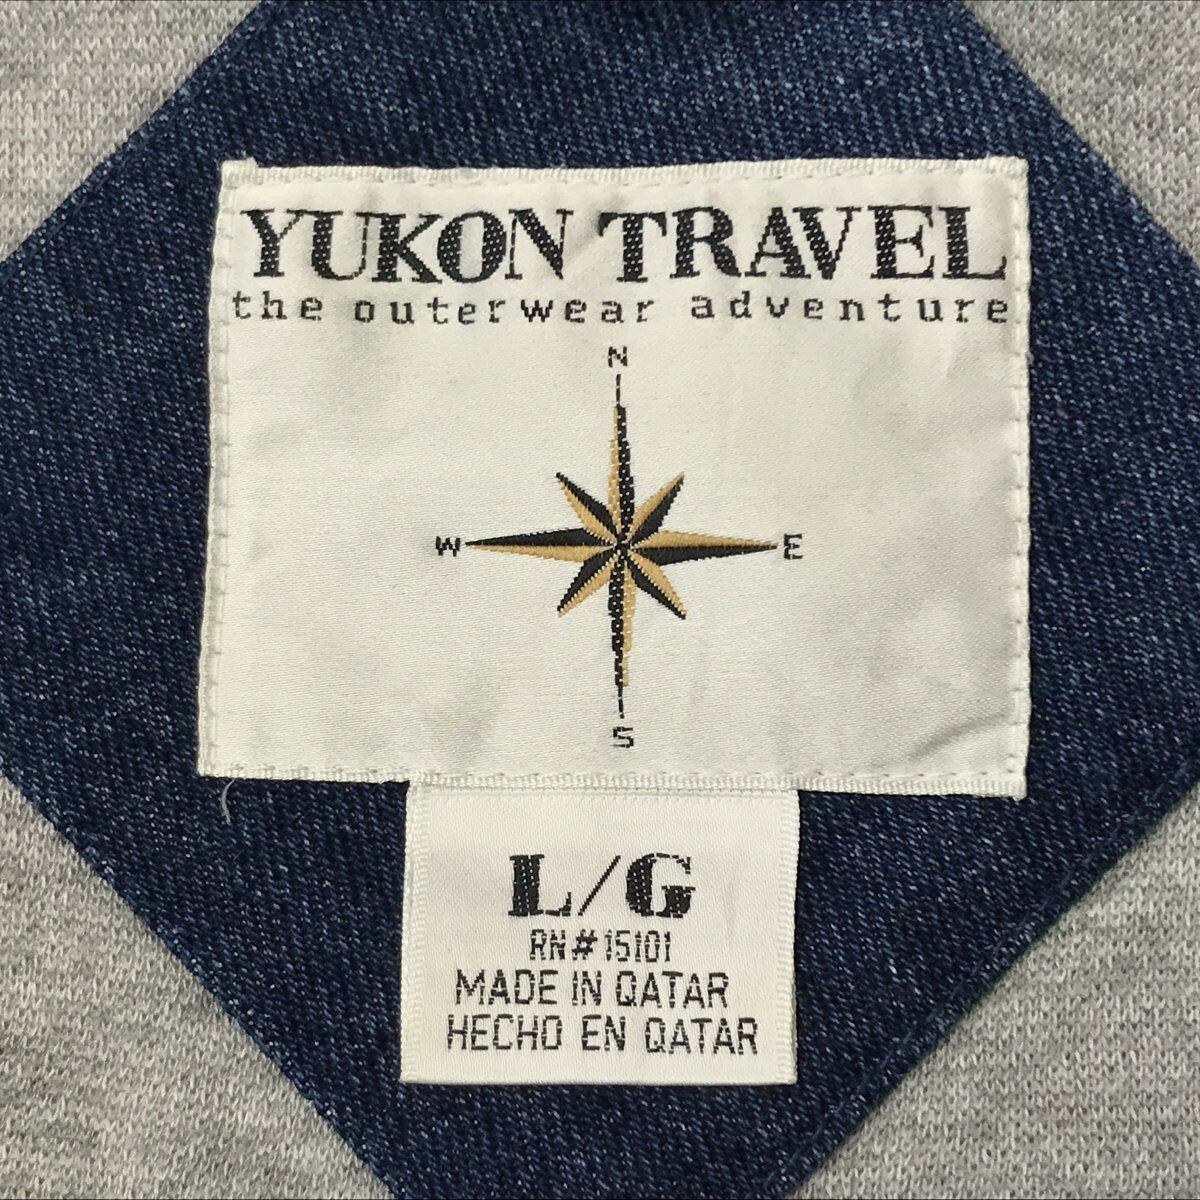 YUKON TRAVEL
the outerwear adventure
N
W E
S
L/G
RN#15101
MADE IN QATAR
HECHO EN QATAR